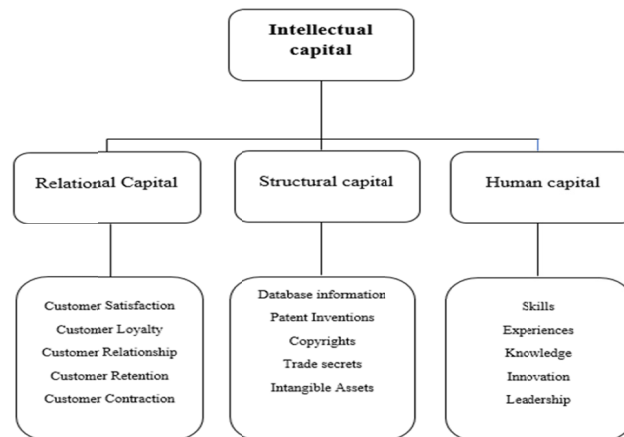 Intellectual
capital
Relational Capital
Structural capital
Human capital
Customer Satisfaction
Customer Loyalty
Customer Relationship
Customer Retention
Customer Contraction
Database information
Patent Inventions
Copyrights
Trade secrets
Intangible Assets
Skills
Experiences
Knowledge
Innovation
Leadership